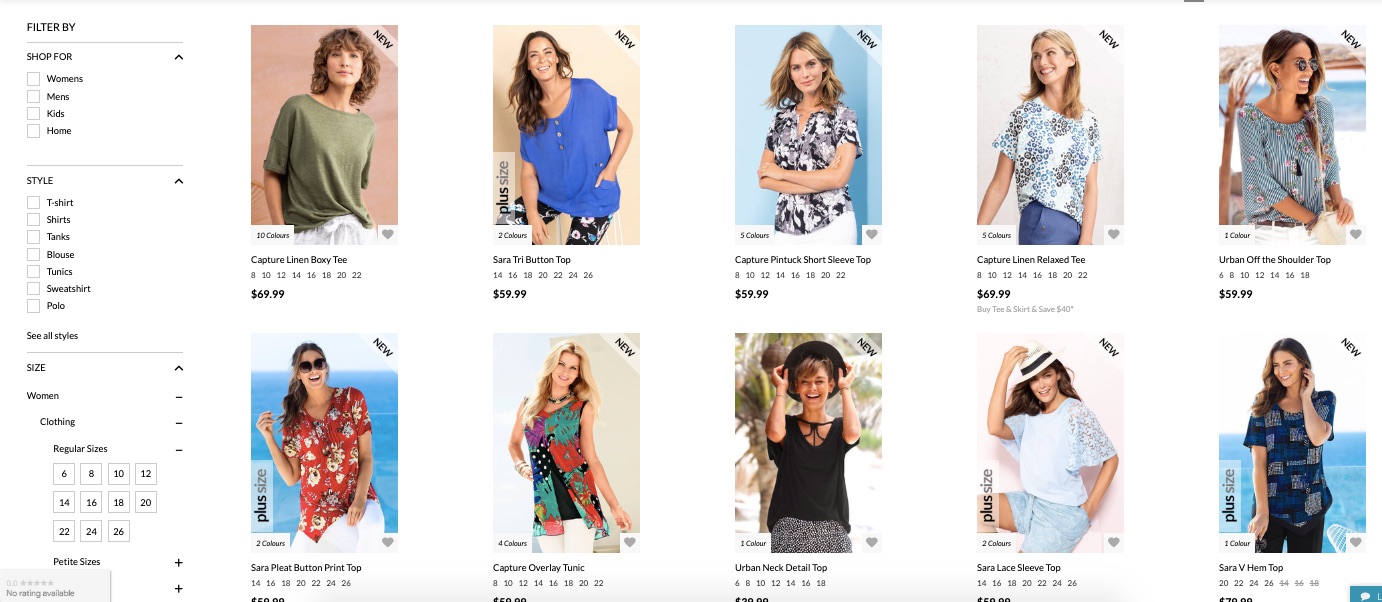 FILTER BY
SHOP FOR
Womens
Mens
Kids
Home
STYLE
T-shirt
Shirts
Tanks
Blouse
Tunics
Sweatshirt
Polo
See all styles
SIZE
Women
Clothing
Regular Sizes
6 8 10 12
14 16 18 20
22 24 26
Petite Sizes
0.0
No rating available
NEW
10 Colours
Capture Linen Boxy Tee
8 10 12 14 16 18 20 22
$69.99
NEW
plus size
2 Colours
Sara Tri Button Top
14 16 18 20 22 24 26
$59.99
NEW
5 Colours
Capture Pintuck Short Sleeve Top
8 10 12 14 16 18 20 22
$59.99
NEW
5 Colours
Capture Linen Relaxed Tee
8 10 12 14 16 18 20 22
$69.99
Buy Tee & Skirt & Save $40*
NEW
1 Colour
Urban Off the Shoulder Top
6 8 10 12 14 16 18
$59.99
NEW
plus size
2 Colours
Sara Pleat Button Print Top
14 16 18 20 22 24 26
$59.99
NEW
4 Colours
Capture Overlay Tunic
8 10 12 14 16 18 20 22
$59.99
NEW
1 Colour
Urban Neck Detail Top
6 8 10 12 14 16 18
$39.99
NEW
plus size
2 Colours
Sara Lace Sleeve Top
14 16 18 20 22 24 26
$59.99
NEW
plus size
1 Colour
Sara V Hem Top
20 22 24 26 14 16 18
$79.99
L